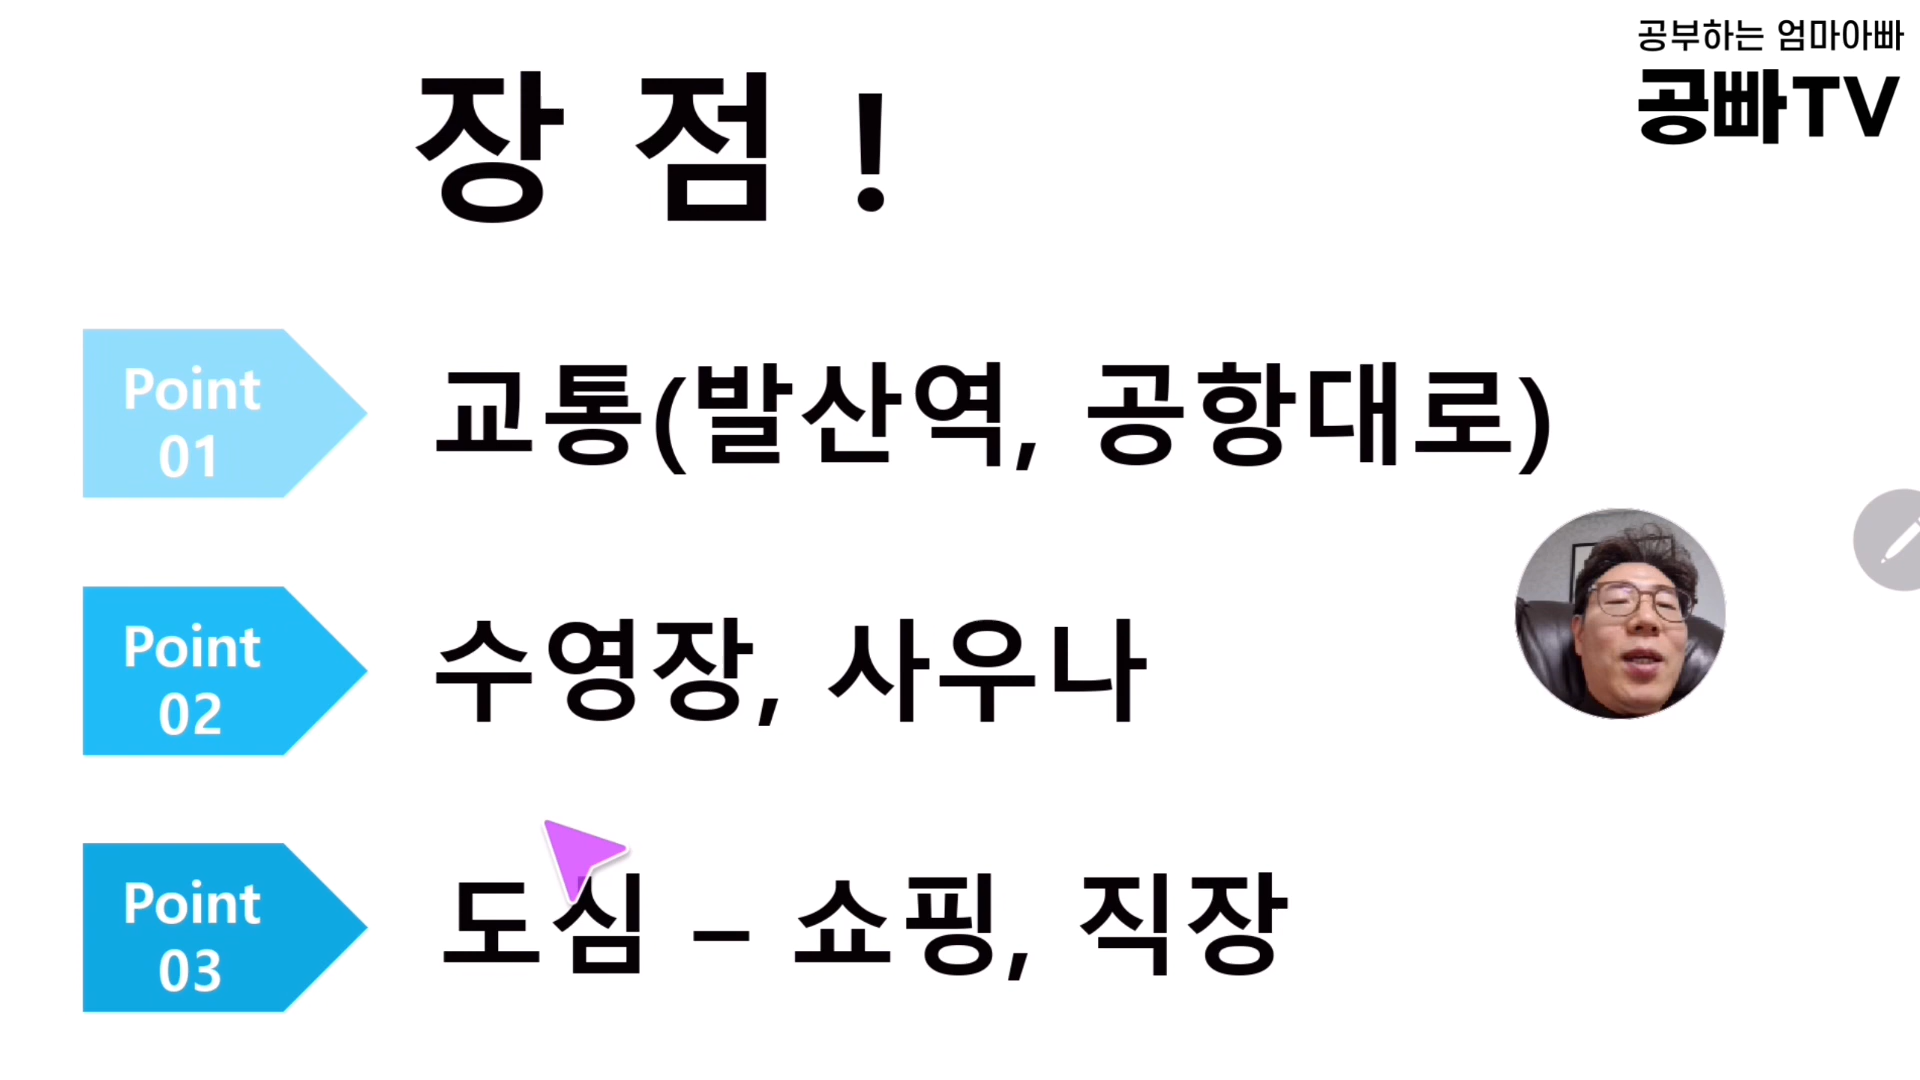 공부하는 엄마아빠
공빠TV
장 점 !
Point
01
교통(발산역, 공항대로)
Point
02
수영장, 사우나
Point
03
도심 – 쇼핑, 직장